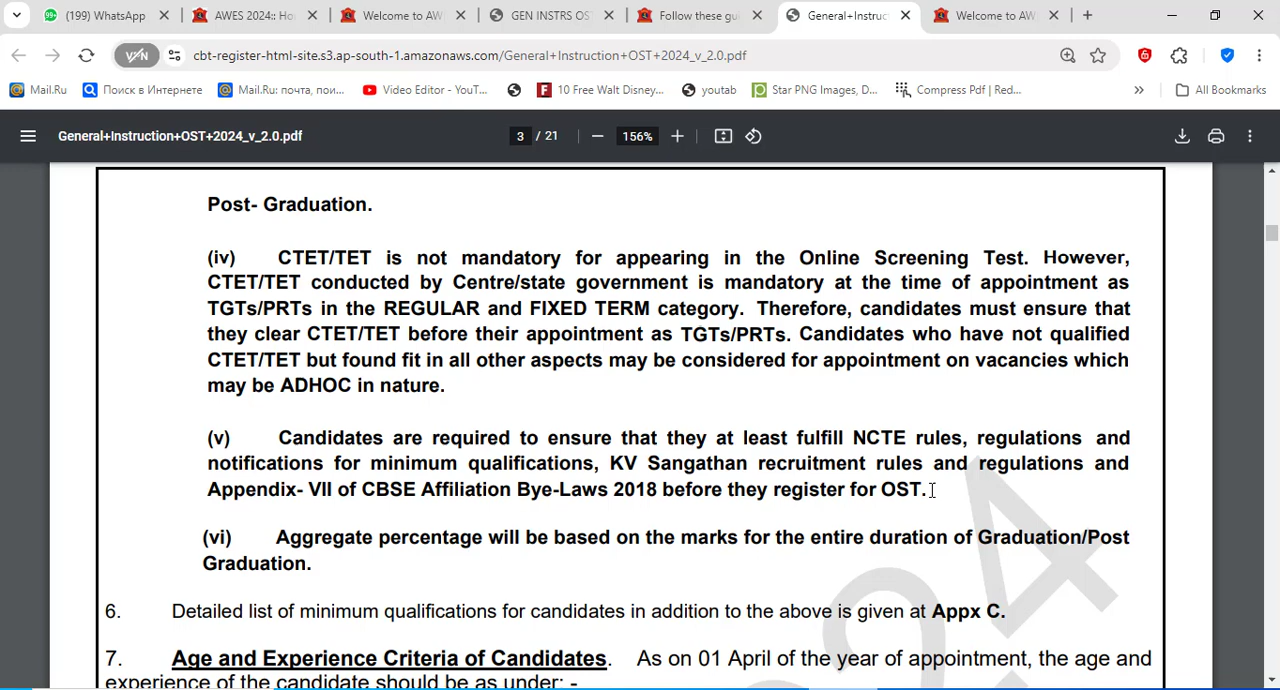 (199) WhatsApp
AWES 2024:: Ho
Welcome to AW
GEN INSTRS OS
Follow these gu
General+Instruc
Welcome to AW
VPN
cbt-register-html-site.s3.ap-south-1.amazonaws.com/General+Instruction+OST+2024_v_2.0.pdf
Mail.Ru
Поиск в Интернете
Mail.Ru: почта, пои...
Video Editor - YouT...
10 Free Walt Disney...
youtab
Star PNG Images, D...
Compress Pdf | Red...
All Bookmarks
General+Instruction+OST+2024_v_2.0.pdf
3 / 21
156%
Post- Graduation.
(iv) CTET/TET is not mandatory for appearing in the Online Screening Test. However,
CTET/TET conducted by Centre/state government is mandatory at the time of appointment as
TGTs/PRTs in the REGULAR and FIXED TERM category. Therefore, candidates must ensure that
they clear CTET/TET before their appointment as TGTs/PRTs. Candidates who have not qualified
CTET/TET but found fit in all other aspects may be considered for appointment on vacancies which
may be ADHOC in nature.
(v) Candidates are required to ensure that they at least fulfill NCTE rules, regulations and
notifications for minimum qualifications, KV Sangathan recruitment rules and regulations and
Appendix- VII of CBSE Affiliation Bye-Laws 2018 before they register for OST.
(vi) Aggregate percentage will be based on the marks for the entire duration of Graduation/Post
Graduation.
6. Detailed list of minimum qualifications for candidates in addition to the above is given at Appx C.
7. Age and Experience Criteria of Candidates. As on 01 April of the year of appointment, the age and
experience of the candidate should be as under: -